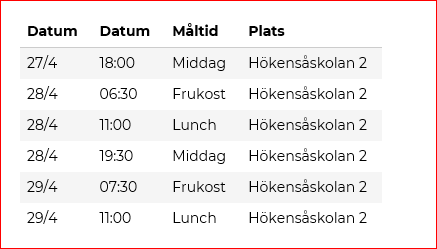 Datum Datum Måltid Plats
27/4 18:00 Middag Hökensåskolan 2
28/4 06:30 Frukost Hökensåskolan 2
28/4 11:00 Lunch Hökensåskolan 2
28/4 19:30 Middag Hökensåskolan 2
29/4 07:30 Frukost Hökensåskolan 2
29/4 11:00 Lunch Hökensåskolan 2